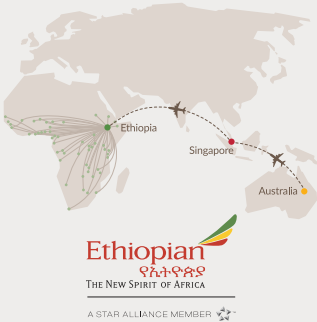 Ethiopia
Singapore
Australia
Ethiopian
የኢትዮጵያ
THE NEW SPIRIT OF AFRICA
A STAR ALLIANCE MEMBER